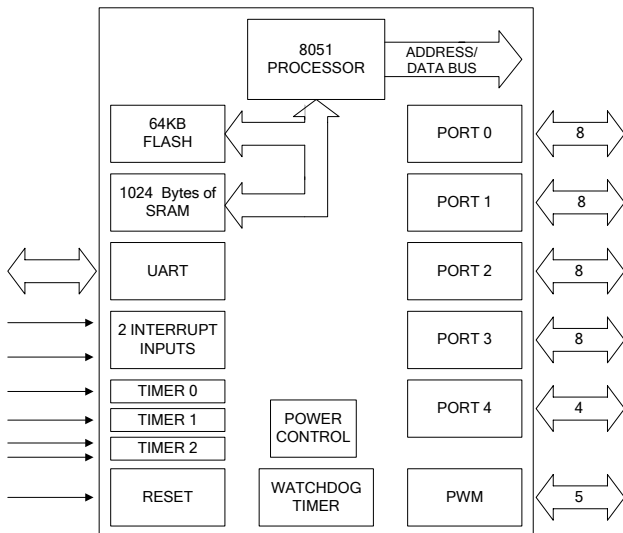 8051
PROCESSOR
ADDRESS/
DATA BUS
64KB
FLASH
1024 Bytes of
SRAM
UART
2 INTERRUPT
INPUTS
TIMER 0
TIMER 1
TIMER 2
RESET
POWER
CONTROL
WATCHDOG
TIMER
PORT 0
8
PORT 1
8
PORT 2
8
PORT 3
8
PORT 4
4
PWM
5